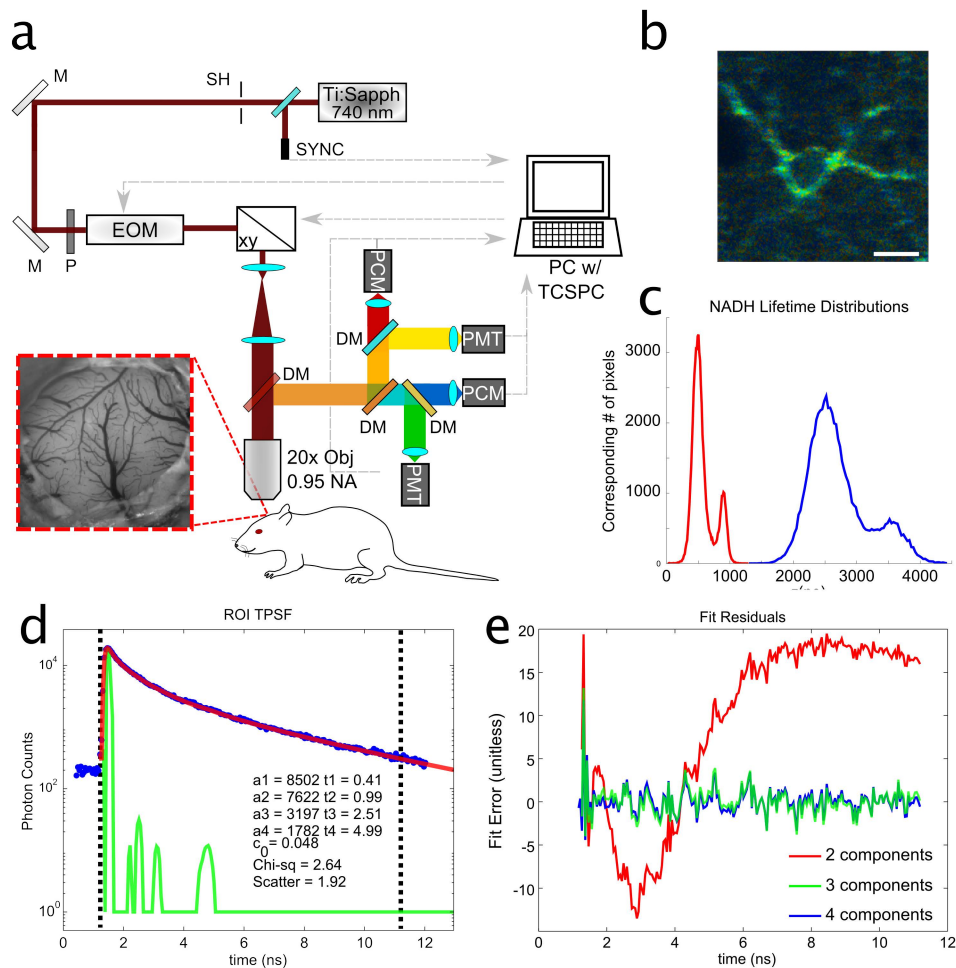 a
M
SH
Ti:Sapph
740 nm
SYNC
M
P
EOM
xy
PCM
PC w/
TCSPC
DM
PMT
DM
PCM
DM
DM
20x Obj
0.95 NA
PMT
b
c
NADH Lifetime Distributions
Corresponding # of pixels
3000
2000
1000
0
0
1000
2000
3000
4000
d
ROI TPSF
Photon Counts
10^4
10^2
10^0
a1 = 8502 t1 = 0.41
a2 = 7622 t2 = 0.99
a3 = 3197 t3 = 2.51
a4 = 1782 t4 = 4.99
c_0 = 0.048
Chi-sq = 2.64
Scatter = 1.92
0 2 4 6 8 10 12
time (ns)
e
Fit Residuals
Fit Error (unitless)
20
15
10
5
0
-5
-10
2 components
3 components
4 components
0 2 4 6 8 10 12
time (ns)